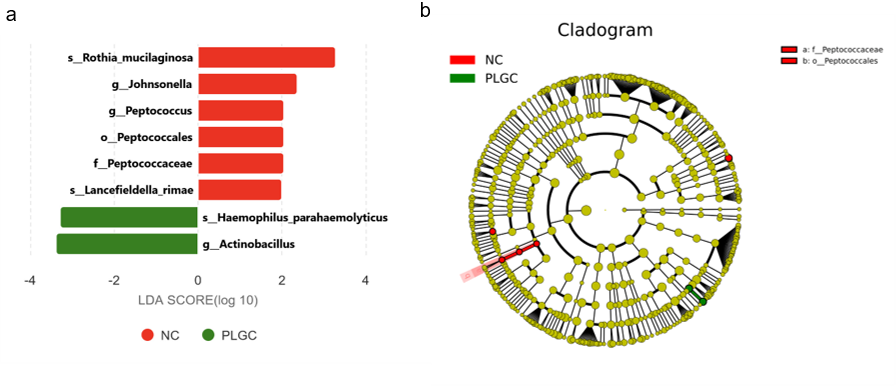 a
s__Rothia_mucilaginosa
g__Johnsonella
g__Peptococcus
o__Peptococcales
f__Peptococcaceae
s__Lancefieldella_rimae
s__Haemophilus_parahaemolyticus
g__Actinobacillus
-4 -2 0 2 4
LDA SCORE(log 10)
NC PLGC
b
Cladogram
NC
PLGC
a: f__Peptococcaceae
b: o__Peptococcales